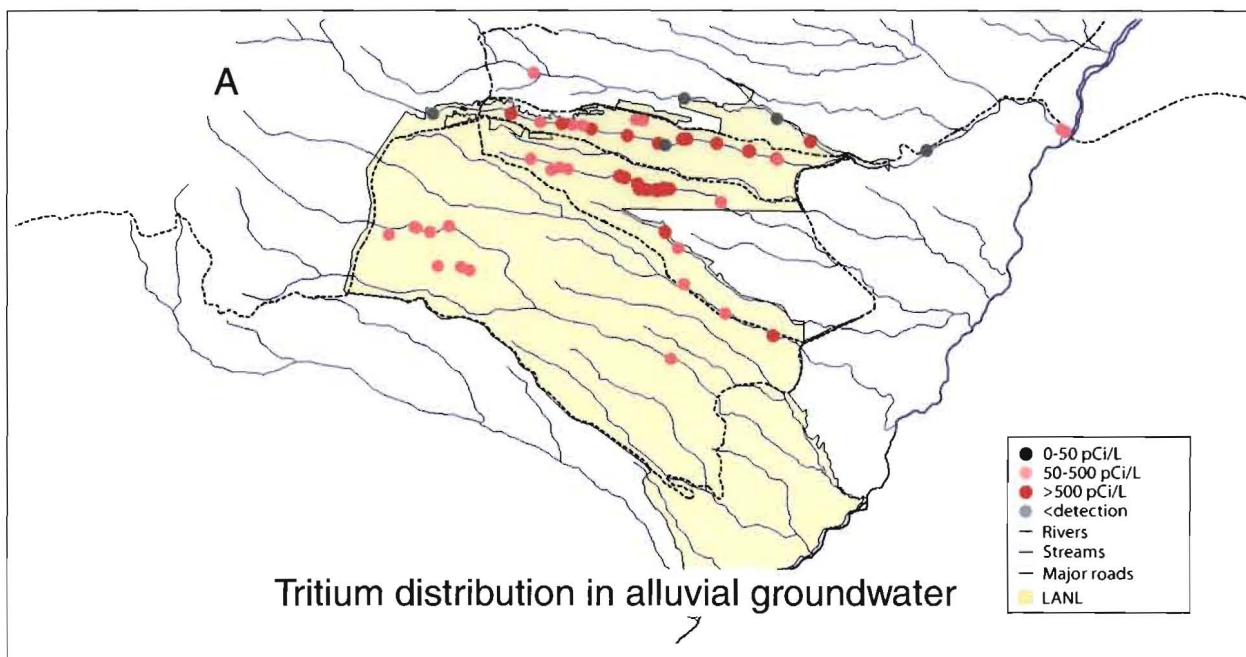 A
0-50 pCi/L
50-500 pCi/L
>500 pCi/L
<detection
Rivers
Streams
Major roads
LANL
Tritium distribution in alluvial groundwater